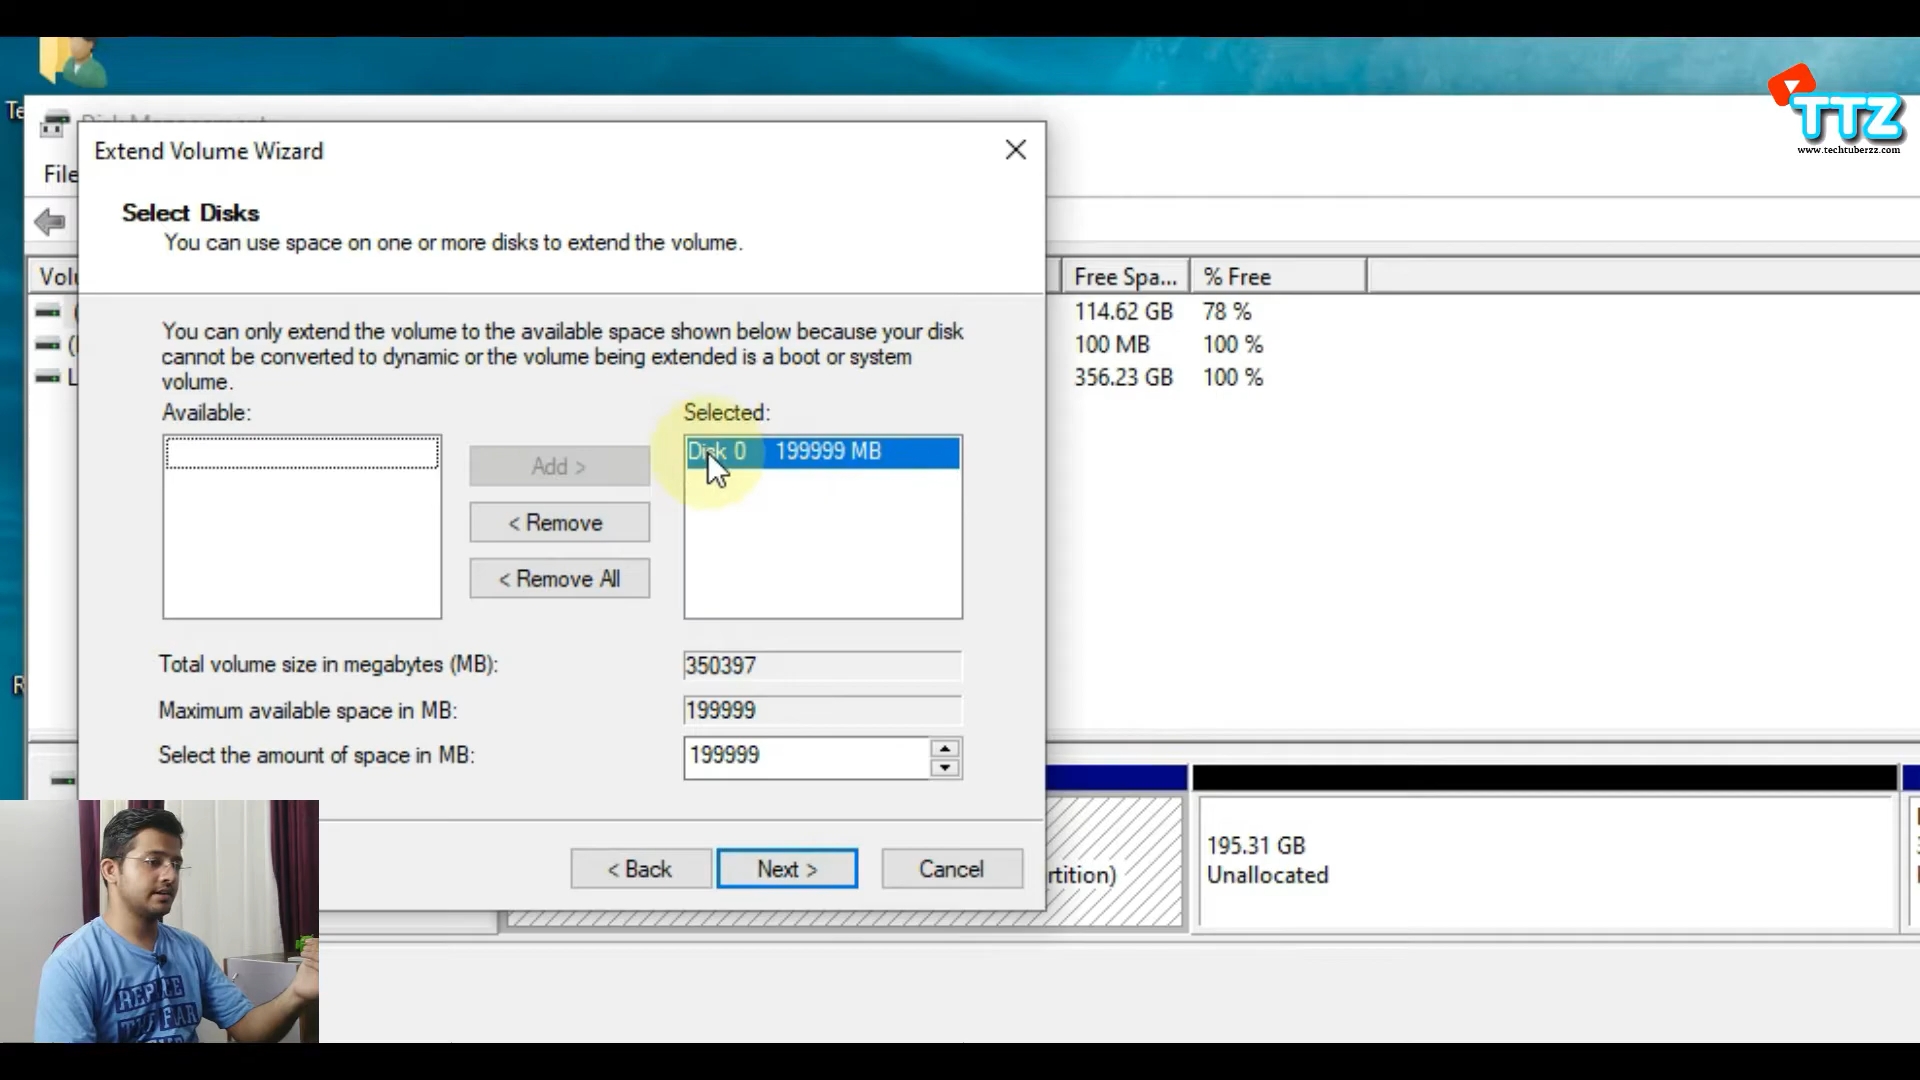 TTZ
www.techtuberzz.com
Te
Extend Volume Wizard
File
Select Disks
You can use space on one or more disks to extend the volume.
Volu
Free Spa...
% Free
114.62 GB
78 %
100 MB
100 %
356.23 GB
100 %
You can only extend the volume to the available space shown below because your disk
cannot be converted to dynamic or the volume being extended is a boot or system
volume.
Available:
Selected:
Disk 0 199999 MB
Add >
< Remove
< Remove All
Total volume size in megabytes (MB):
350397
Maximum available space in MB:
199999
Select the amount of space in MB:
199999
< Back
Next >
Cancel
rtition)
195.31 GB
Unallocated